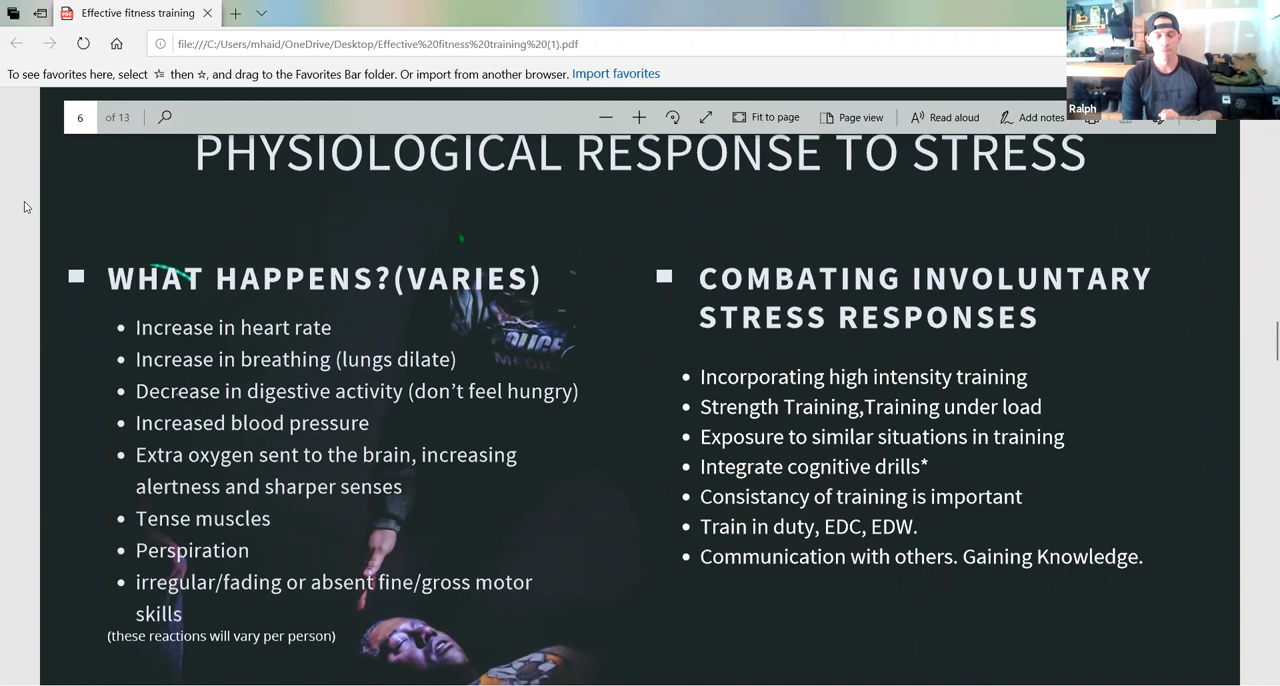 Effective fitness training
file:///C:/Users/mhaid/OneDrive/Desktop/Effective%20fitness%20training%20(1).pdf
To see favorites here, select ☆ then ☆, and drag to the Favorites Bar folder. Or import from another browser. Import favorites
Ralph
6 of 13
Fit to page
Page view
Read aloud
Add notes
PHYSIOLOGICAL RESPONSE TO STRESS
WHAT HAPPENS?(VARIES)
• Increase in heart rate
• Increase in breathing (lungs dilate)
• Decrease in digestive activity (don't feel hungry)
• Increased blood pressure
• Extra oxygen sent to the brain, increasing
alertness and sharper senses
• Tense muscles
• Perspiration
• irregular/fading or absent fine/gross motor
skills
(these reactions will vary per person)
POLICE
MEDIC
COMBATING INVOLUNTARY
STRESS RESPONSES
• Incorporating high intensity training
• Strength Training,Training under load
• Exposure to similar situations in training
• Integrate cognitive drills*
• Consistancy of training is important
• Train in duty, EDC, EDW.
• Communication with others. Gaining Knowledge.